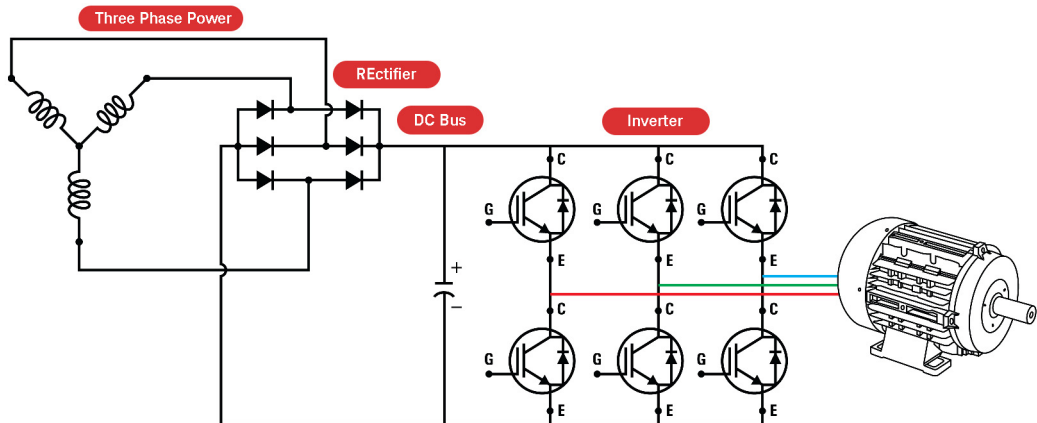 Three Phase Power
REctifier
DC Bus
Inverter
C C C
G G G
E E E
+
−
C C C
G G G
E E E